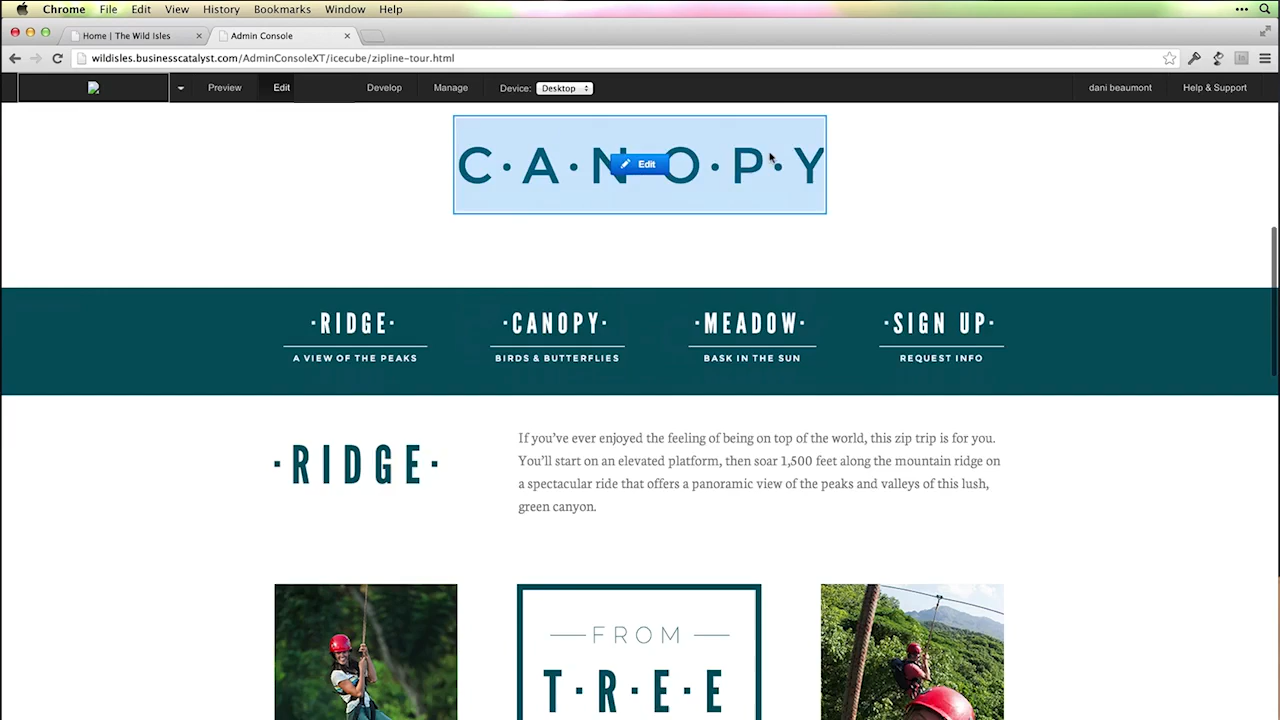 Chrome File Edit View History Bookmarks Window Help
Home | The Wild Isles
Admin Console
wildisles.businesscatalyst.com/AdminConsoleXT/icecube/zipline-tour.html
Preview Edit Develop Manage Device: Desktop dani beaumont Help & Support
C·A·N·O·P·Y
Edit
·RIDGE· ·CANOPY· ·MEADOW· ·SIGN UP·
A VIEW OF THE PEAKS BIRDS & BUTTERFLIES BASK IN THE SUN REQUEST INFO
·RIDGE·
If you’ve ever enjoyed the feeling of being on top of the world, this zip trip is for you.
You’ll start on an elevated platform, then soar 1,500 feet along the mountain ridge on
a spectacular ride that offers a panoramic view of the peaks and valleys of this lush,
green canyon.
FROM
T·R·E·E